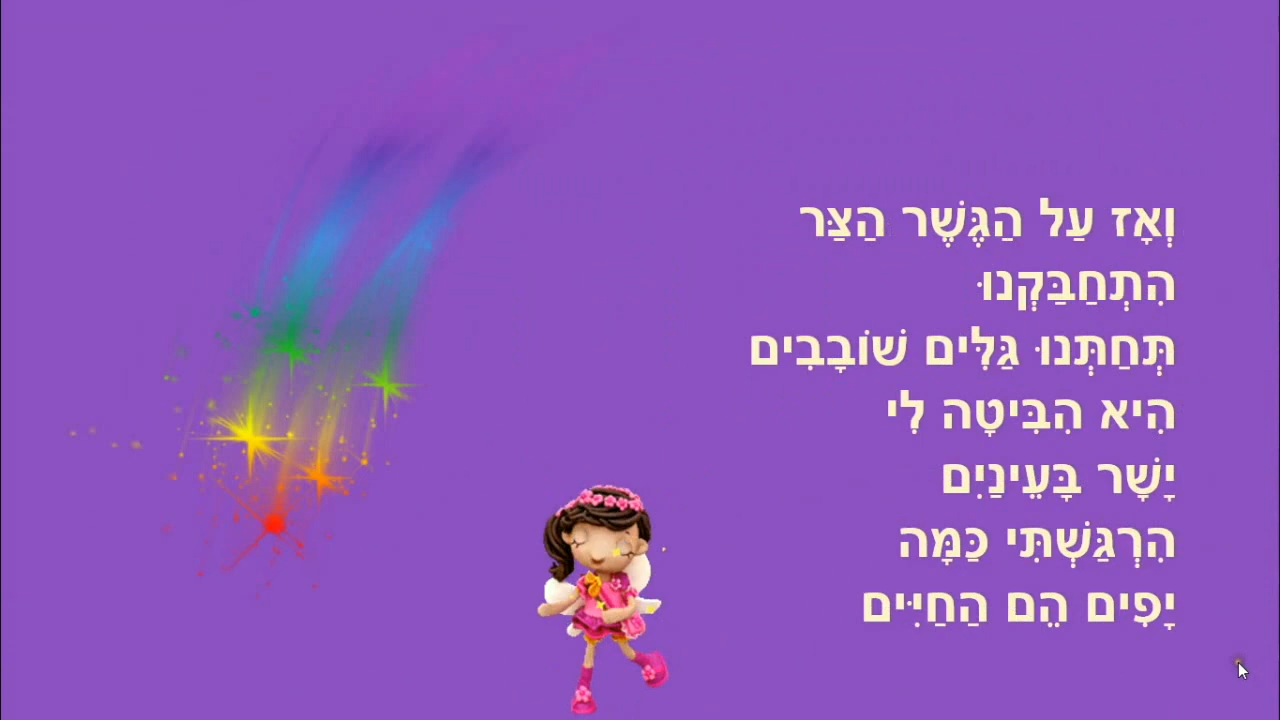 וְאָז עַל הַגֶּשֶׁר הַצַּר
הִתְחַבַּקְנוּ
תְּחַתְּנוּ גַּלִּים שׁוֹבָבִים
הִיא הִבִּיטָה לִי
יָשָׁר בָּעֵינַיִם
הִרְגַּשְׁתִּי כַּמָּה
יָפִים הֵם הַחַיִּים